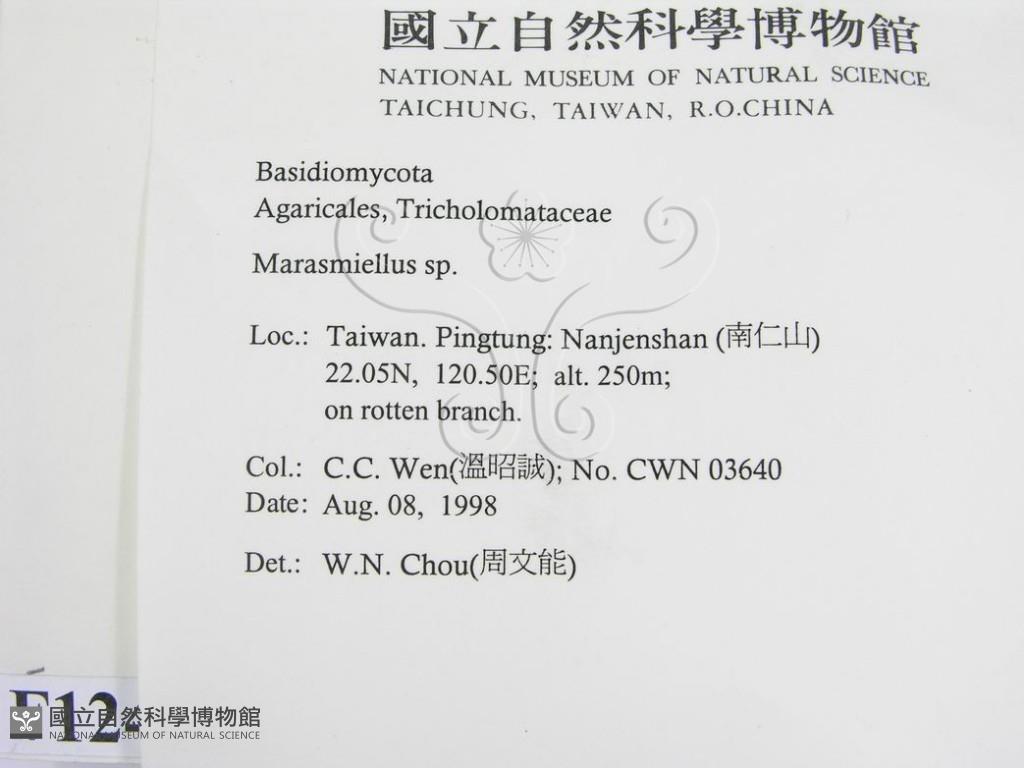 國立自然科學博物館
NATIONAL MUSEUM OF NATURAL SCIENCE
TAICHUNG, TAIWAN, R.O.CHINA
Basidiomycota
Agaricales, Tricholomataceae
Marasmiellus sp.
Loc.: Taiwan. Pingtung: Nanjenshan (南仁山)
22.05N, 120.50E; alt. 250m;
on rotten branch.
Col.: C.C. Wen(溫昭誠); No. CWN 03640
Date: Aug. 08, 1998
Det.: W.N. Chou(周文能)
F12-
國立自然科學博物館
NATIONAL MUSEUM OF NATURAL SCIENCE